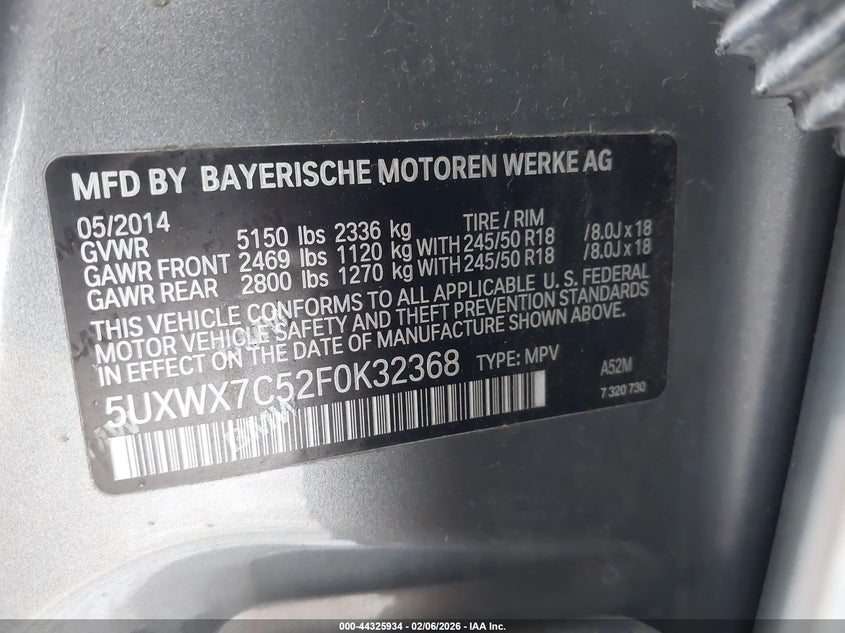 MFD BY BAYERISCHE MOTOREN WERKE AG
05/2014 TIRE / RIM
GVWR 5150 lbs 2336 kg
GAWR FRONT 2469 lbs 1120 kg WITH 245/50 R18 /8.0J x 18
GAWR REAR 2800 lbs 1270 kg WITH 245/50 R18 /8.0J x 18
THIS VEHICLE CONFORMS TO ALL APPLICABLE U. S. FEDERAL
MOTOR VEHICLE SAFETY AND THEFT PREVENTION STANDARDS
IN EFFECT ON THE DATE OF MANUFACTURE SHOWN ABOVE.
5UXWX7C52F0K32368 TYPE: MPV A52M
7 320 730
000-44325934 - 02/06/2026 - IAA Inc.